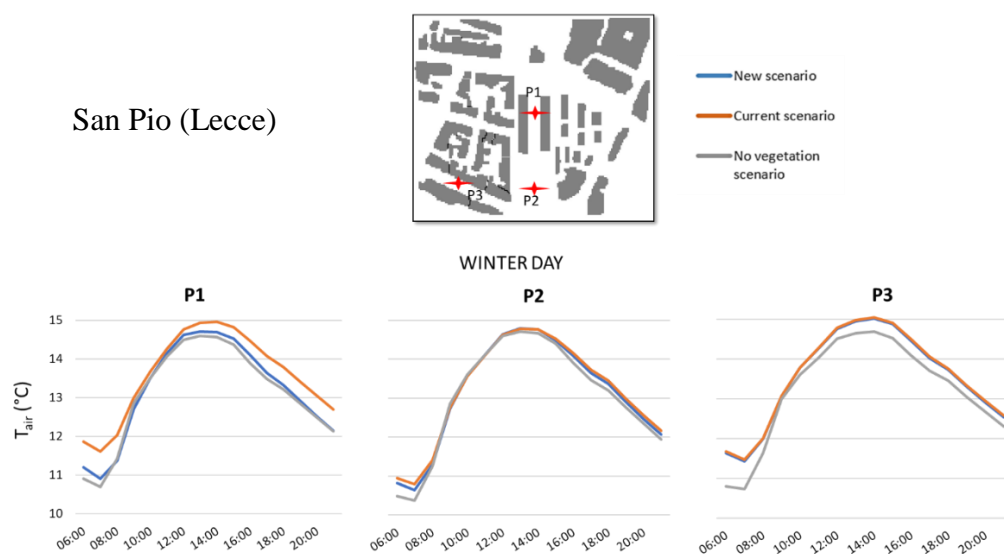 San Pio (Lecce)
P1
P3
P2
New scenario
Current scenario
No vegetation
scenario
WINTER DAY
P1
P2
P3
T air (°C)
15
14
13
12
11
10
06:00
08:00
10:00
12:00
14:00
16:00
18:00
20:00
06:00
08:00
10:00
12:00
14:00
16:00
18:00
20:00
06:00
08:00
10:00
12:00
14:00
16:00
18:00
20:00